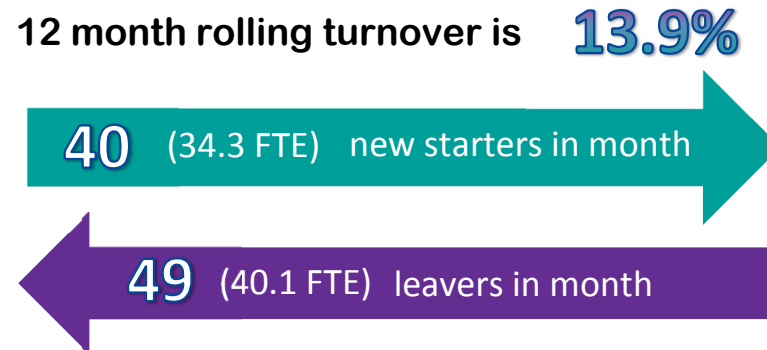 12 month rolling turnover is 13.9%
40 (34.3 FTE) new starters in month
49 (40.1 FTE) leavers in month